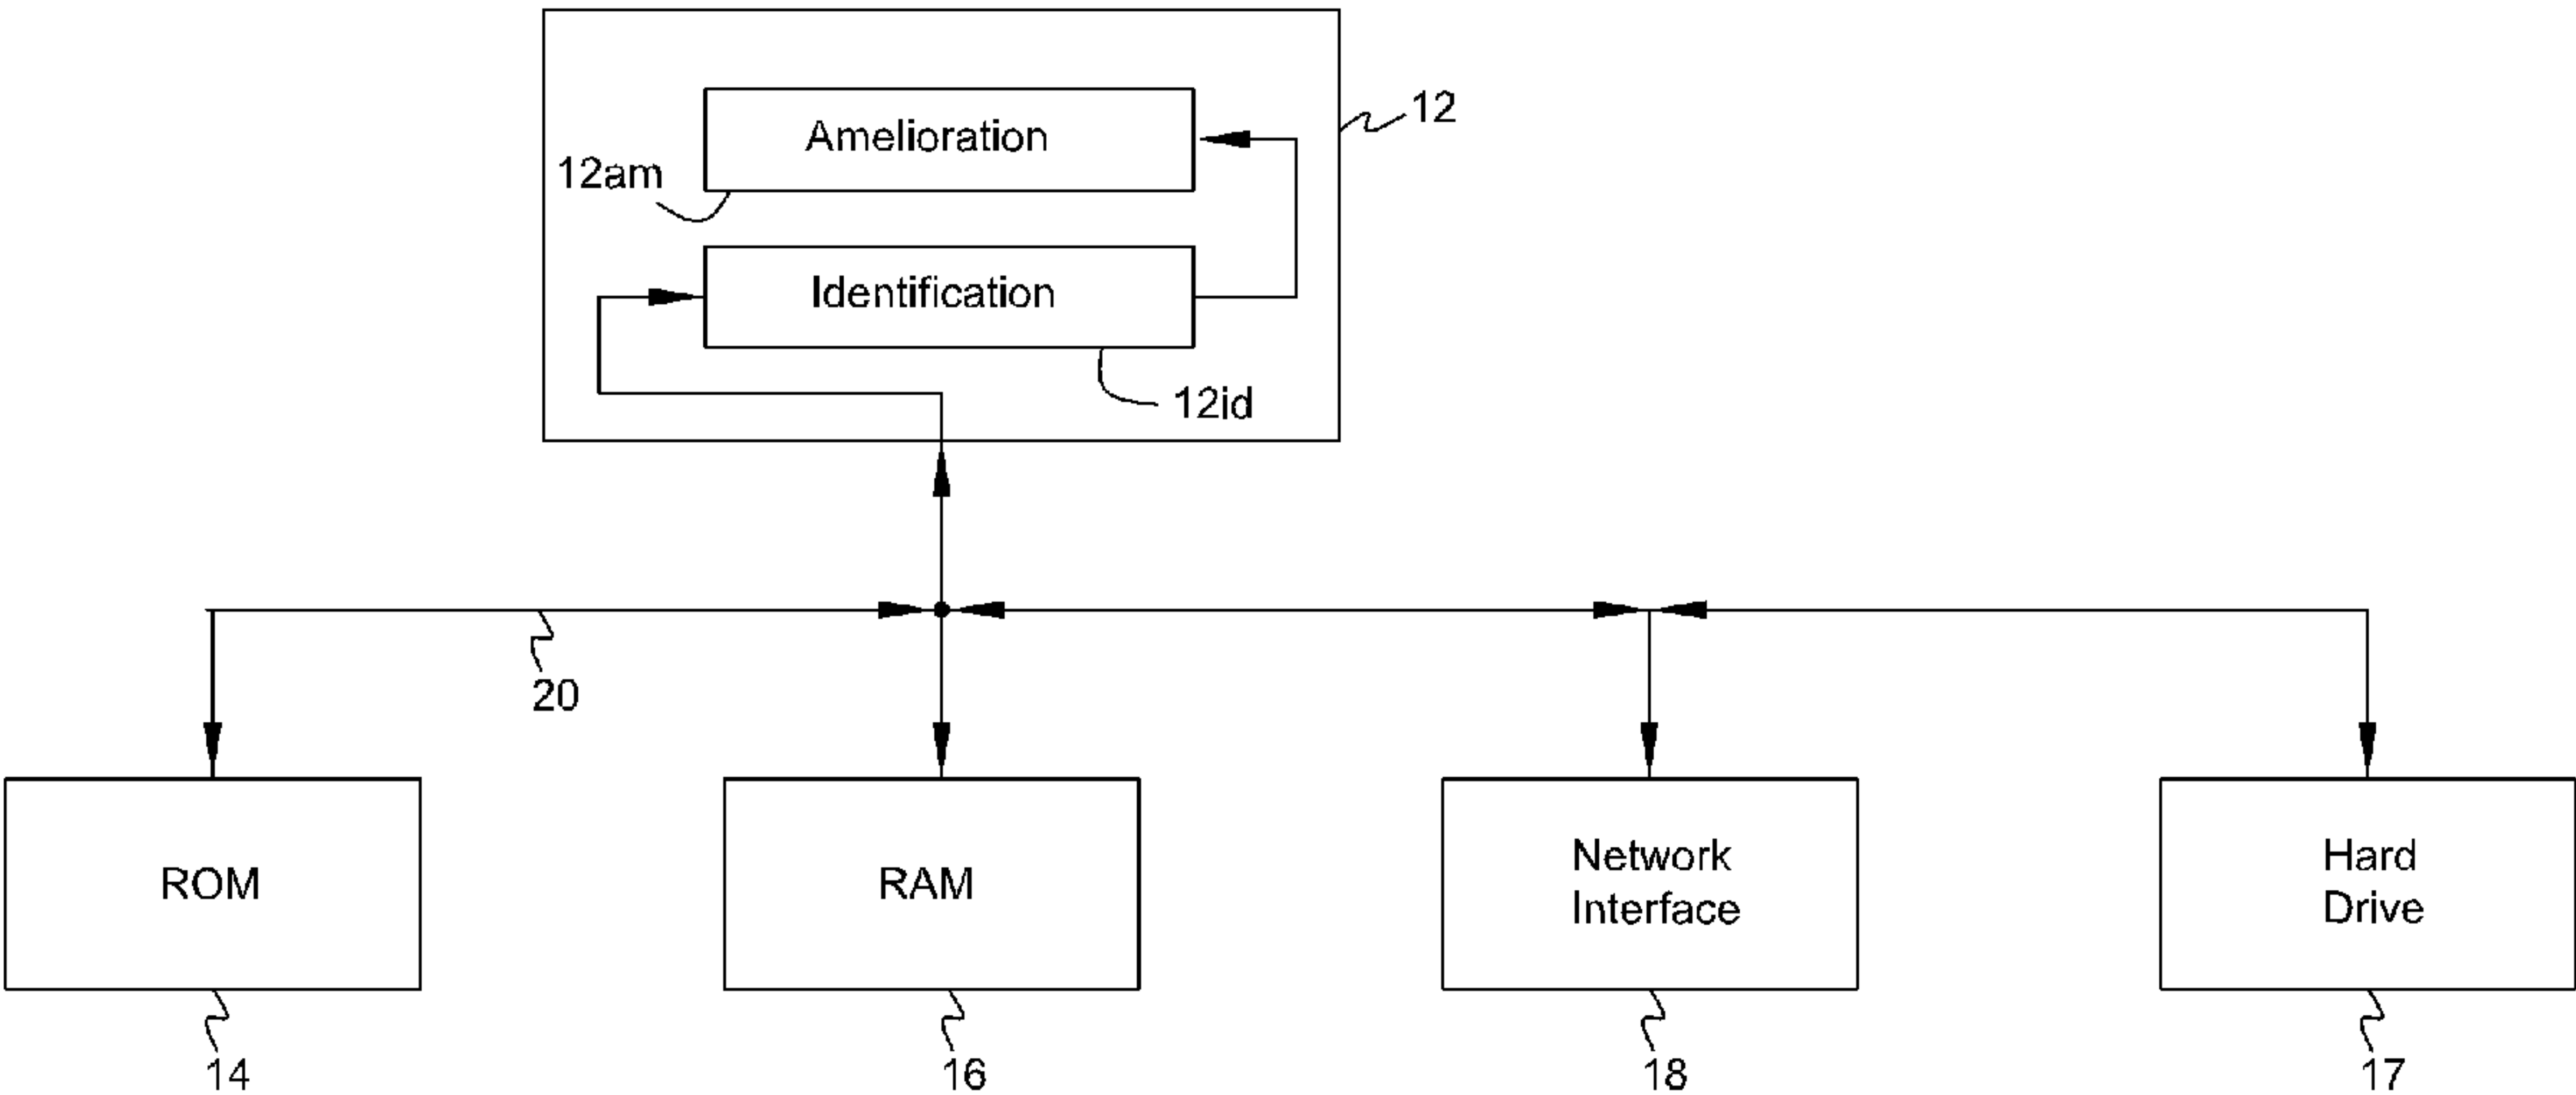 Amelioration
12
12am
Identification
12id
20
ROM
RAM
Network
Interface
Hard
Drive
14
16
18
17